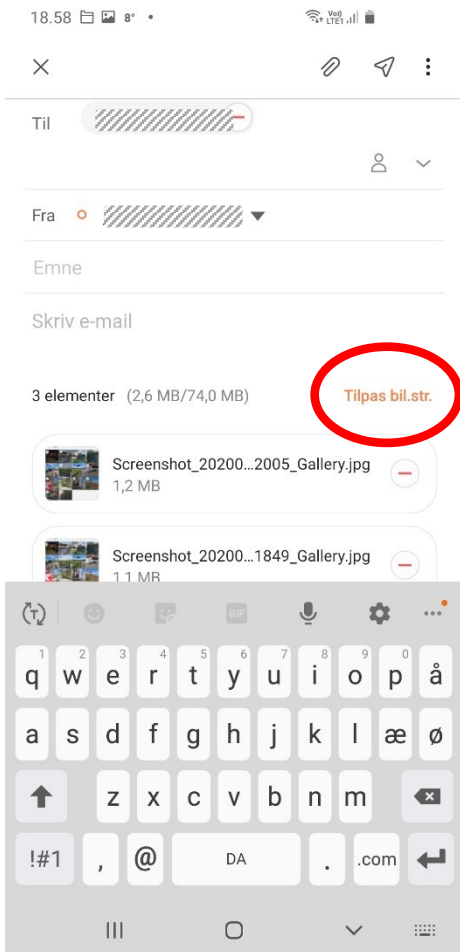 18.58 8°
Vo)) LTE1
Til
Fra
Emne
Skriv e-mail
3 elementer (2,6 MB/74,0 MB) Tilpas bil.str.
Screenshot_20200...2005_Gallery.jpg
1,2 MB
Screenshot_20200...1849_Gallery.jpg
1,1 MB
T GIF
1 2 3 4 5 6 7 8 9 0
q w e r t y u i o p å
a s d f g h j k l æ ø
z x c v b n m
!#1 , @ DA . .com